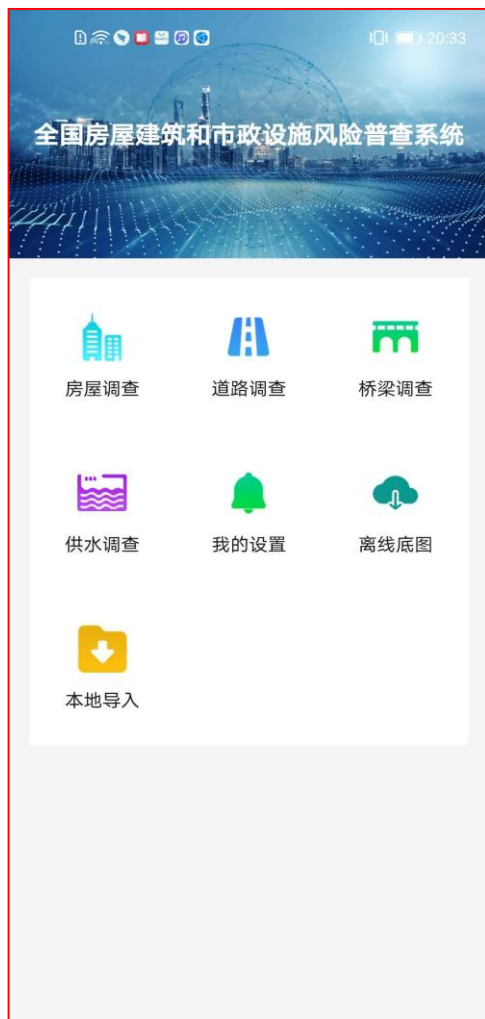 20:33
全国房屋建筑和市政设施风险普查系统
房屋调查 道路调查 桥梁调查
供水调查 我的设置 离线底图
本地导入